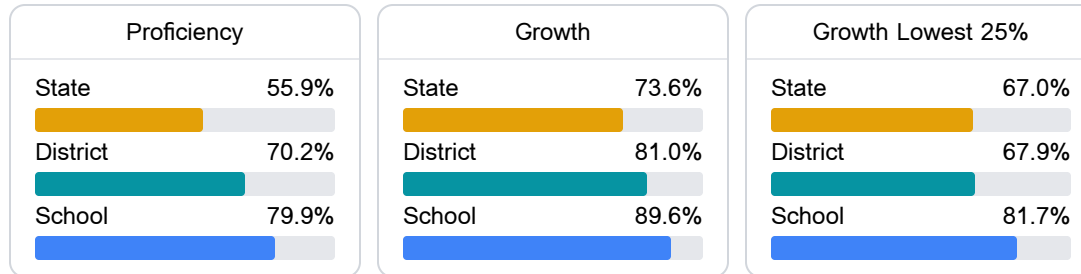 Proficiency
State 55.9%
District 70.2%
School 79.9%
Growth
State 73.6%
District 81.0%
School 89.6%
Growth Lowest 25%
State 67.0%
District 67.9%
School 81.7%